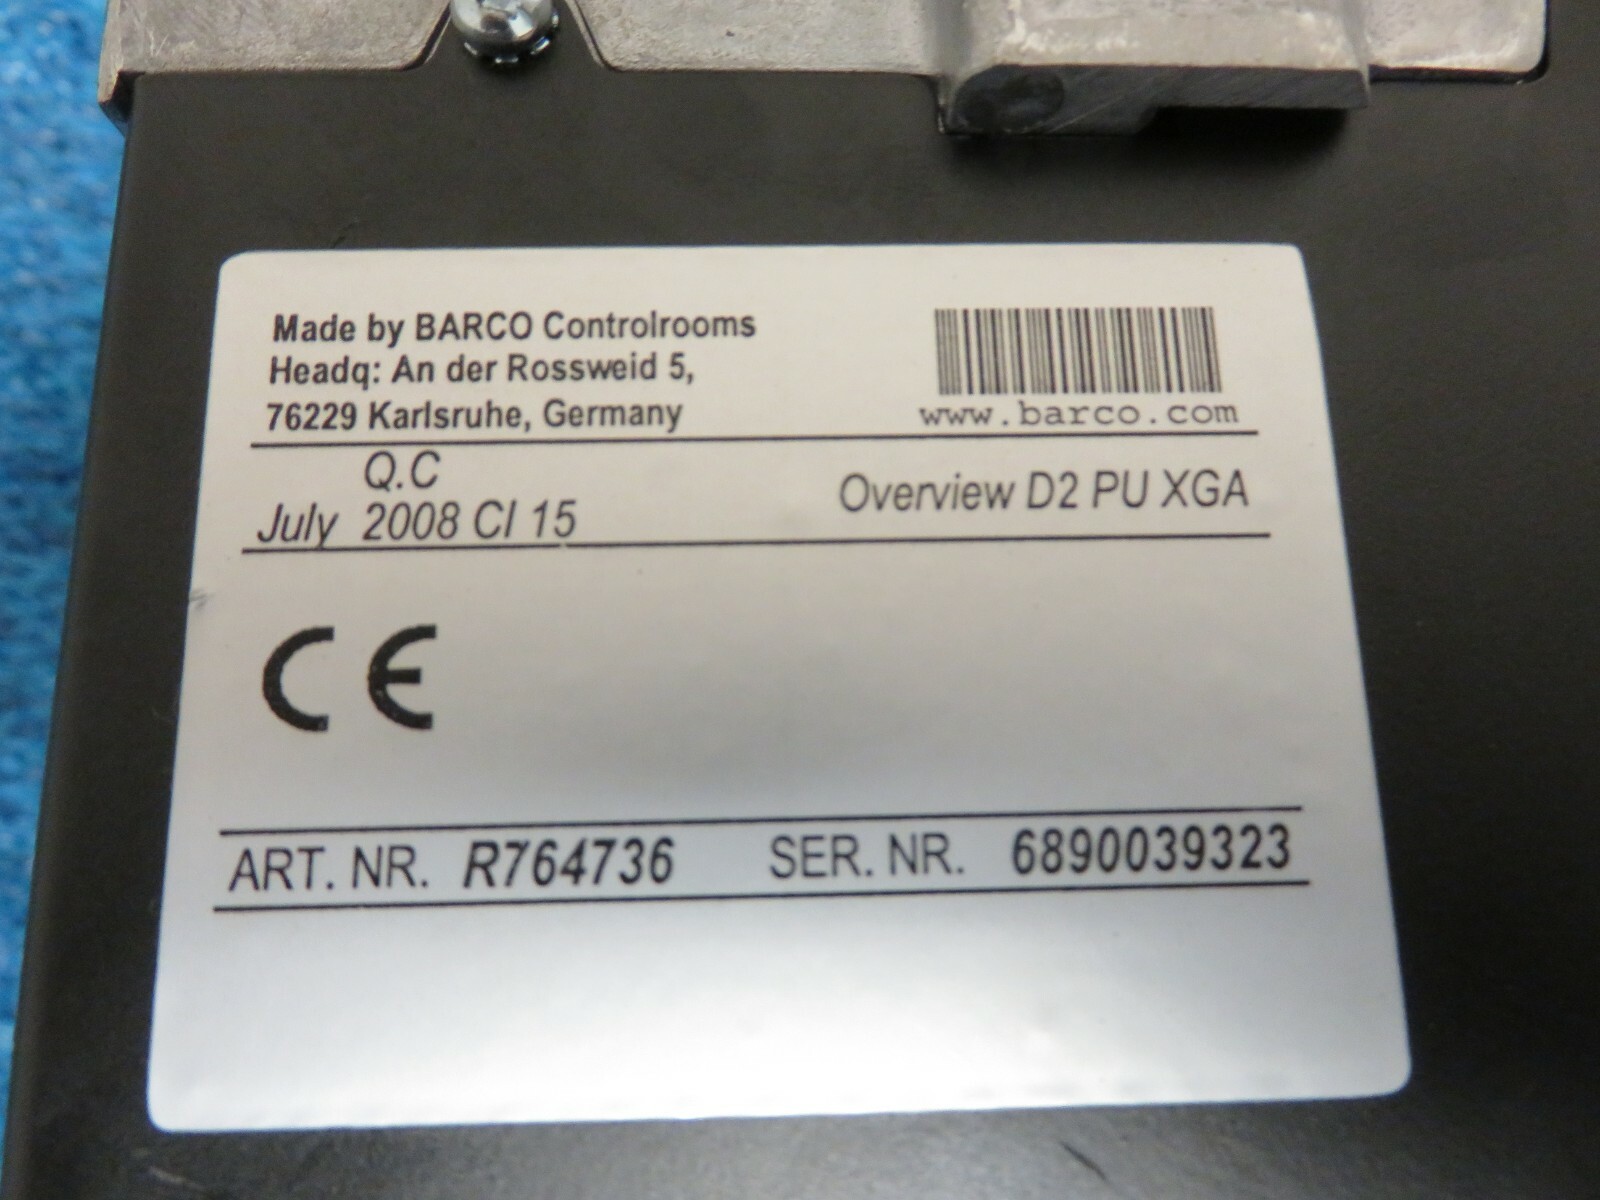 Made by BARCO Controlrooms
Headq: An der Rossweid 5,
76229 Karlsruhe, Germany
www.barco.com
Q.C
July 2008 CI 15
Overview D2 PU XGA
CE
ART. NR. R764736 SER. NR. 6890039323